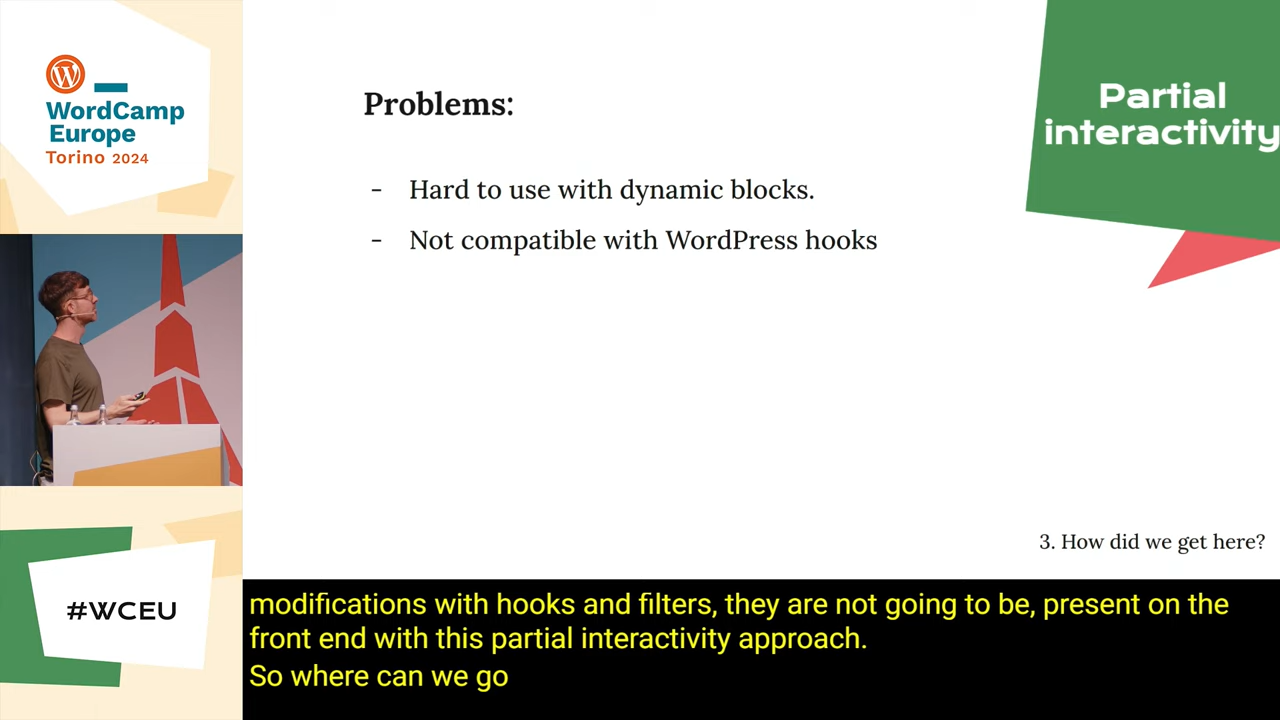 WordCamp
Europe
Torino 2024
Problems:
- Hard to use with dynamic blocks.
- Not compatible with WordPress hooks
Partial
interactivity
3. How did we get here?
#WCEU
modifications with hooks and filters, they are not going to be, present on the
front end with this partial interactivity approach.
So where can we go